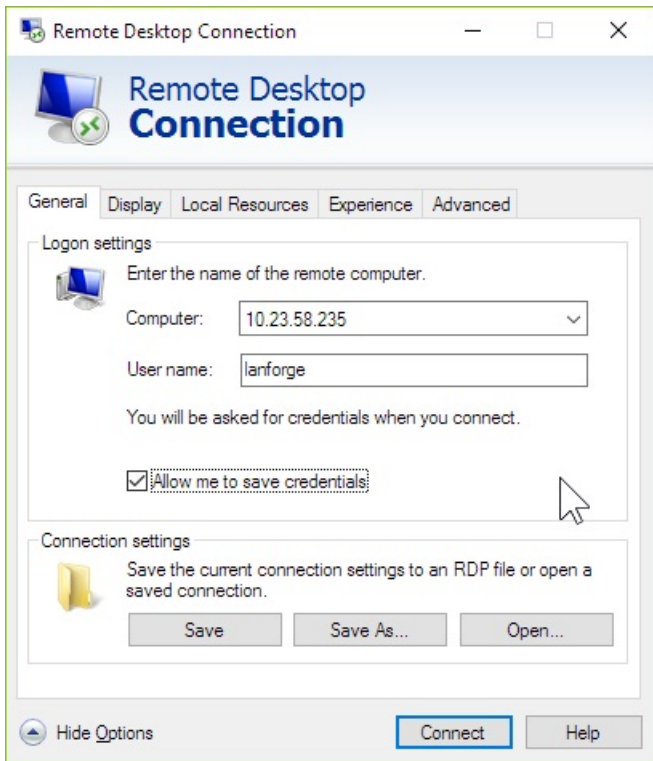 Remote Desktop Connection
Remote Desktop
Connection
General Display Local Resources Experience Advanced
Logon settings
Enter the name of the remote computer.
Computer: 10.23.58.235
User name: lanforge
You will be asked for credentials when you connect.
Allow me to save credentials
Connection settings
Save the current connection settings to an RDP file or open a
saved connection.
Save Save As... Open...
Hide Options Connect Help